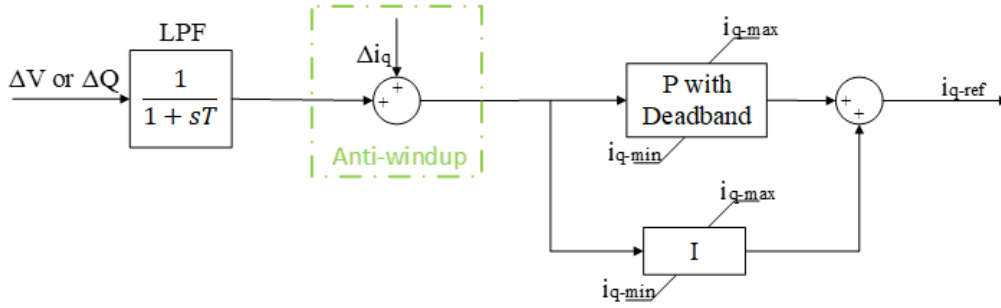 LPF
ΔV or ΔQ
1
1 + sT
Δiq
+
+
Anti-windup
iq-max
P with
Deadband
iq-min
+
+
iq-ref
iq-max
I
iq-min